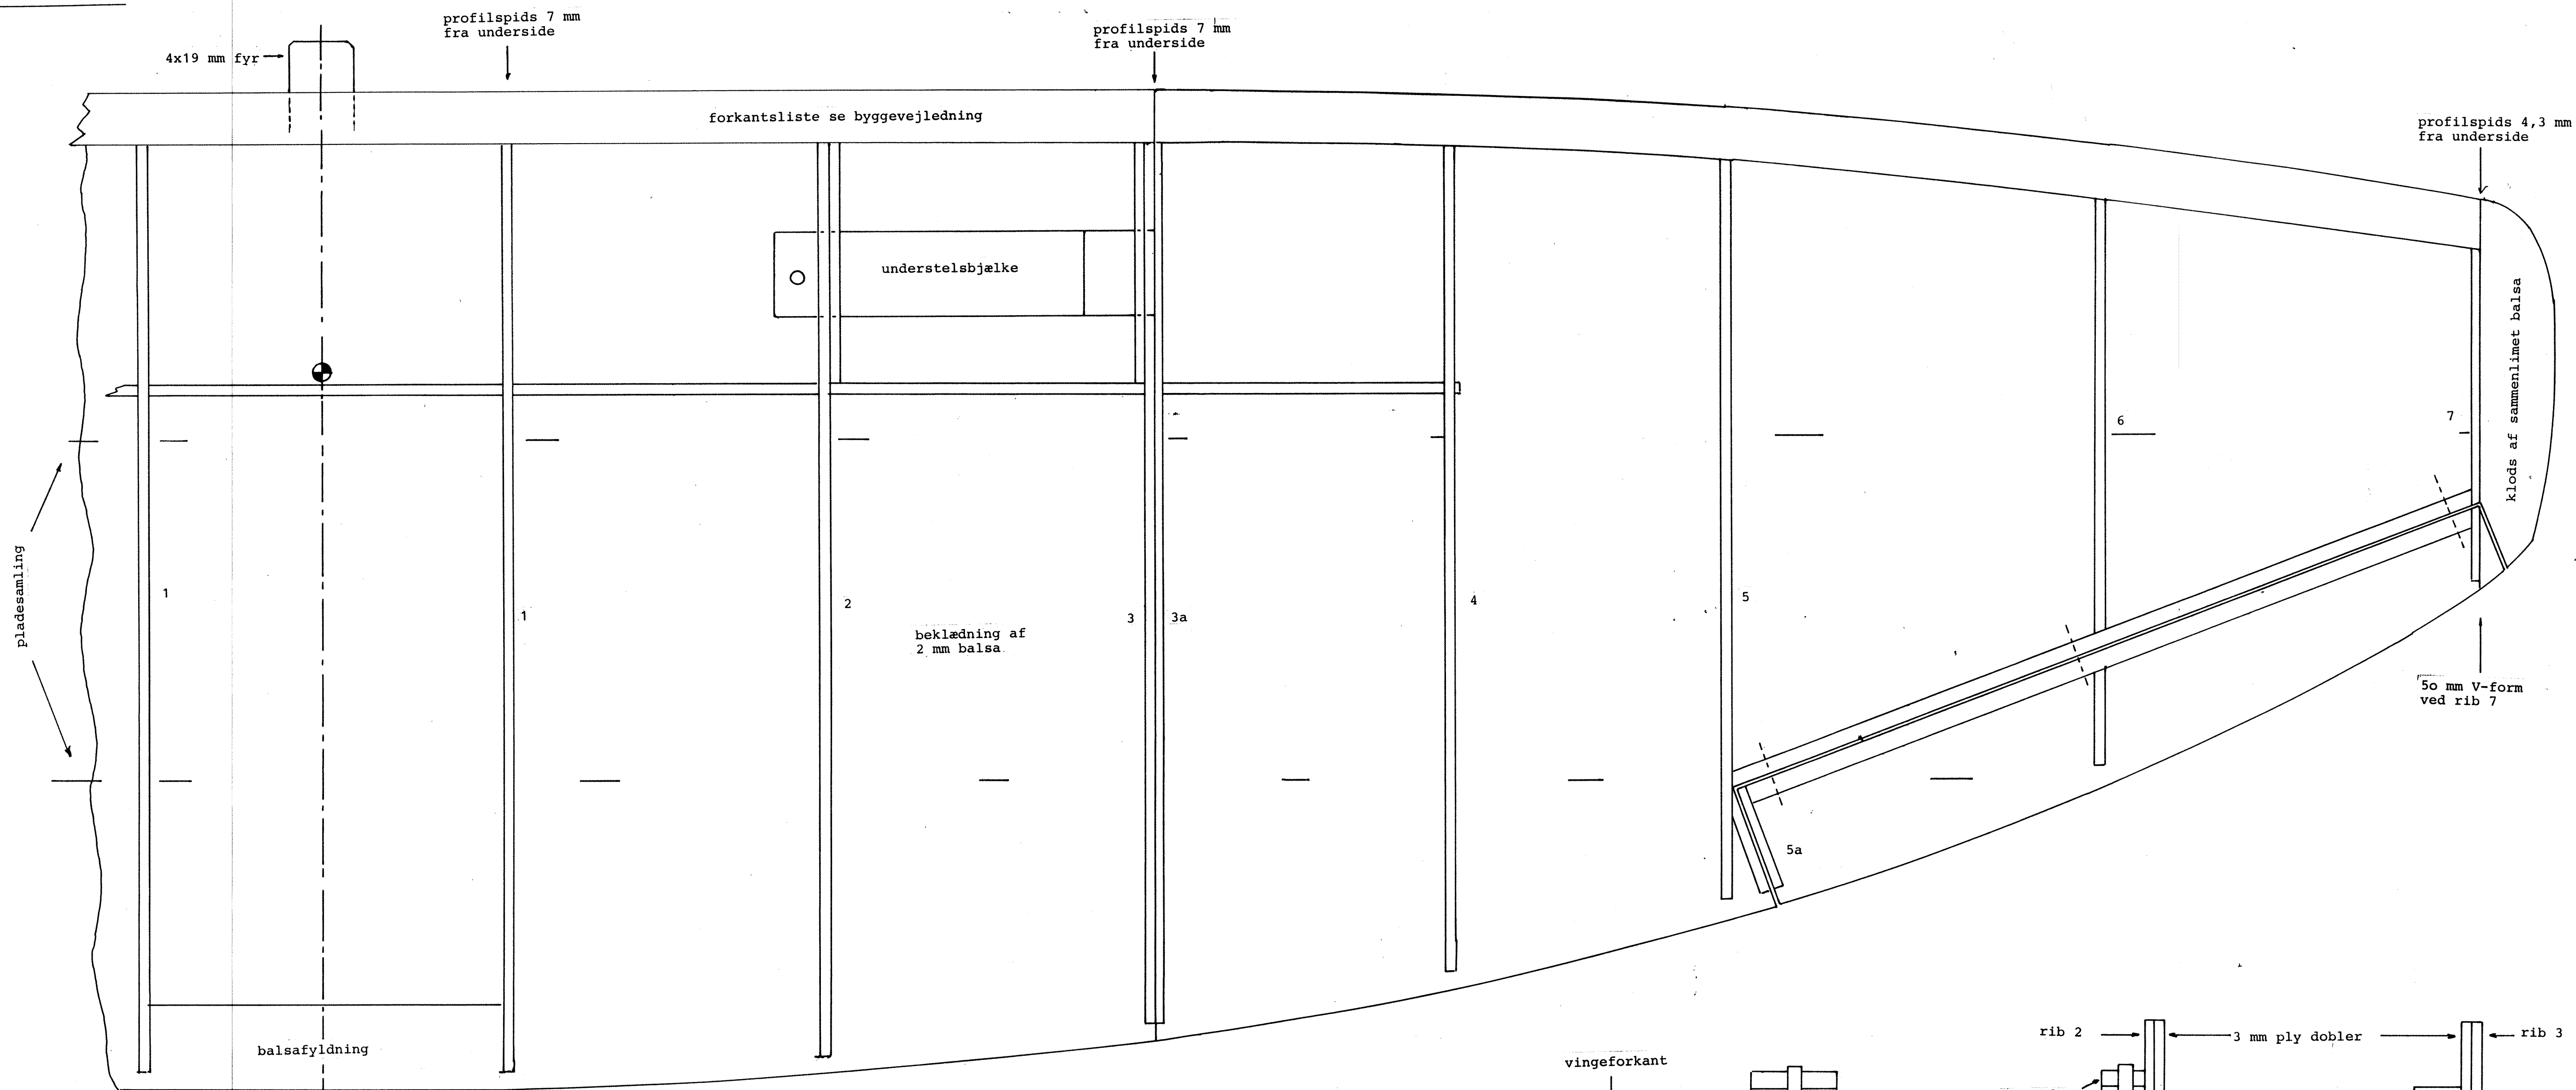 profilspids 7 mm
fra underside
4x19 mm fyr
profilspids 7 mm
fra underside
forkantsliste se byggevejledning
profilspids 4,3 mm
fra underside
understelsbjælke
klods af sammenlimet balsa
pladesamling
1
1
2
3
3a
4
5
6
7
beklædning af
2 mm balsa
5a
5o mm V-form
ved rib 7
balsafyldning
vingeforkant
rib 2
3 mm ply dobler
rib 3